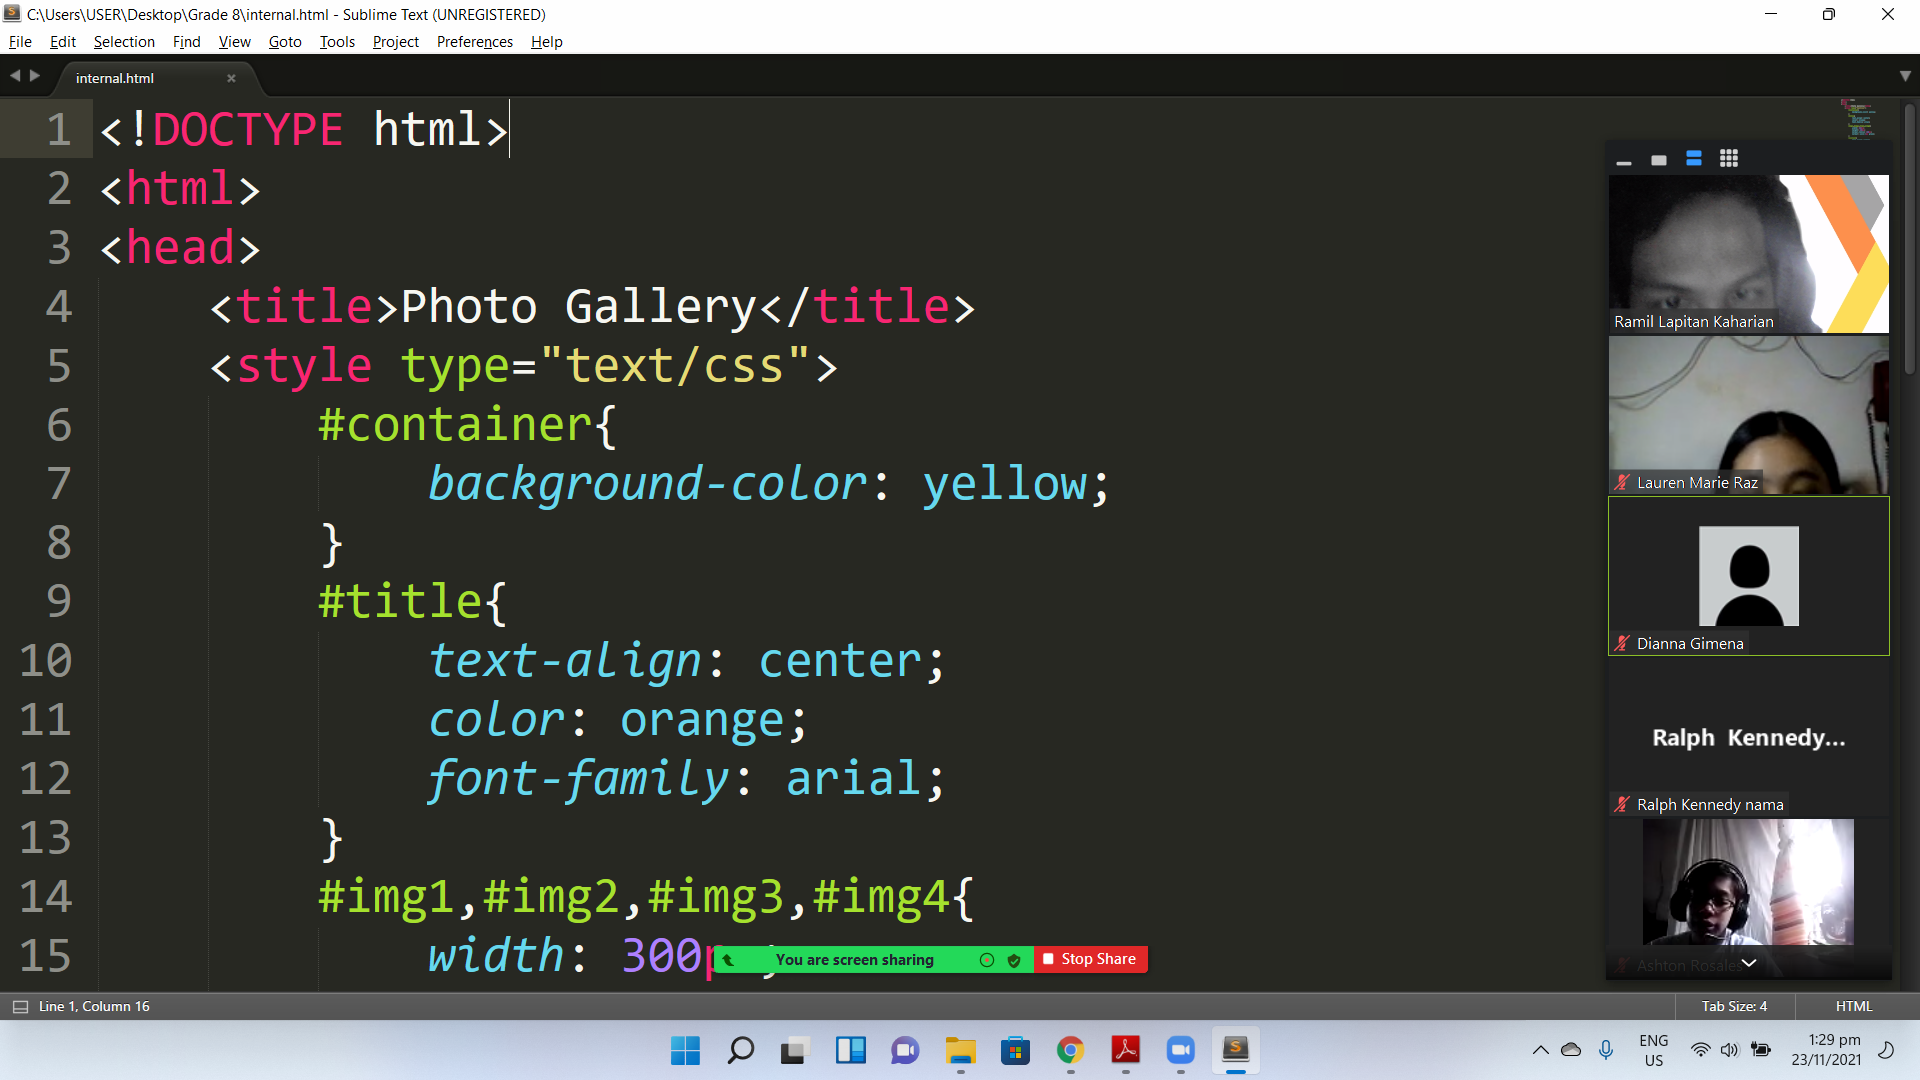 C:\Users\USER\Desktop\Grade 8\internal.html - Sublime Text (UNREGISTERED)
File Edit Selection Find View Goto Tools Project Preferences Help
internal.html
1 <!DOCTYPE html>
2 <html>
3 <head>
4 <title>Photo Gallery</title>
5 <style type="text/css">
6 #container{
7 background-color: yellow;
8 }
9 #title{
10 text-align: center;
11 color: orange;
12 font-family: arial;
13 }
14 #img1,#img2,#img3,#img4{
15 width: 300p ;
Ramil Lapitan Kaharian
Lauren Marie Raz
Dianna Gimena
Ralph Kennedy...
Ralph Kennedy nama
Ashton Rosales
You are screen sharing
Stop Share
Line 1, Column 16
Tab Size: 4
HTML
ENG
US
1:29 pm
23/11/2021